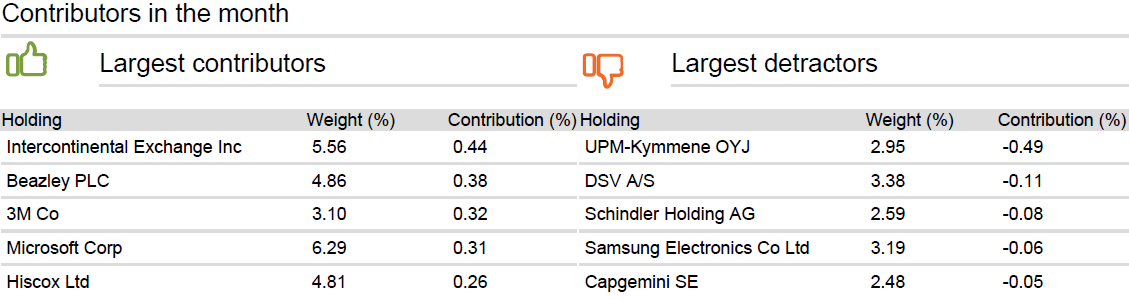 Contributors in the month
Largest contributors Largest detractors
Holding Weight (%) Contribution (%) Holding Weight (%) Contribution (%)
Intercontinental Exchange Inc 5.56 0.44 UPM-Kymmene OYJ 2.95 -0.49
Beazley PLC 4.86 0.38 DSV A/S 3.38 -0.11
3M Co 3.10 0.32 Schindler Holding AG 2.59 -0.08
Microsoft Corp 6.29 0.31 Samsung Electronics Co Ltd 3.19 -0.06
Hiscox Ltd 4.81 0.26 Capgemini SE 2.48 -0.05